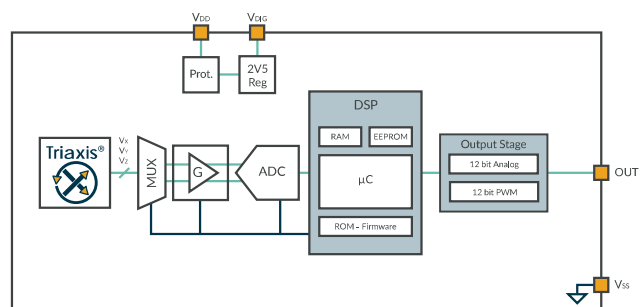 VDD
VDIG
Prot.
2V5
Reg
DSP
RAM
EEPROM
Triaxis®
VX
VY
VZ
MUX
G
ADC
µC
ROM - Firmware
Output Stage
12 bit Analog
12 bit PWM
OUT
VSS